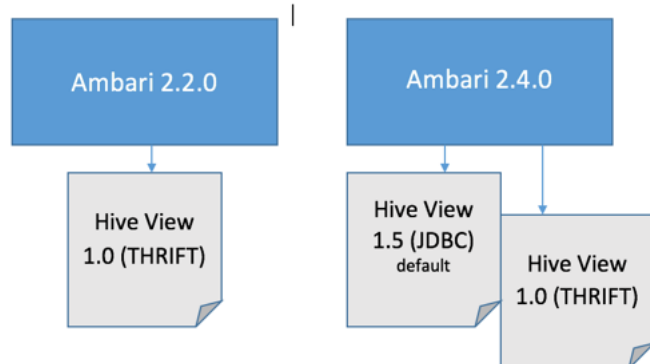 Ambari 2.2.0
Hive View
1.0 (THRIFT)
Ambari 2.4.0
Hive View
1.5 (JDBC)
default
Hive View
1.0 (THRIFT)